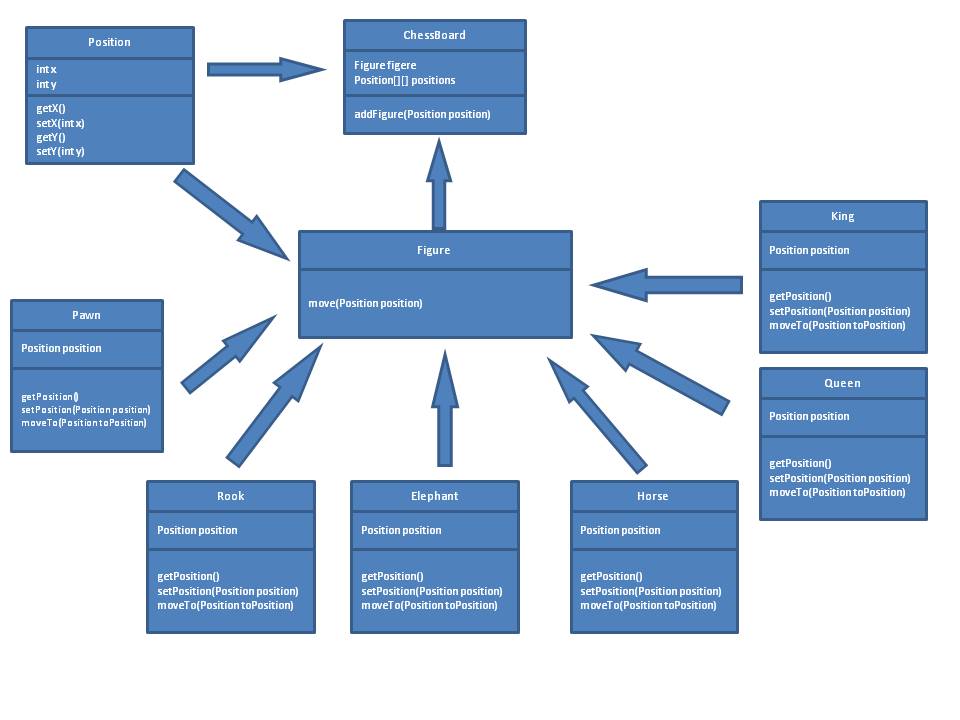 Position
int x
int y
getX()
setX(int x)
getY()
setY(int y)
ChessBoard
Figure figere
Position[][] positions
addFigure(Position position)
Figure
move(Position position)
King
Position position
getPosition()
setPosition(Position position)
moveTo(Position toPosition)
Pawn
Position position
getPosition()
setPosition(Position position)
moveTo(Position toPosition)
Queen
Position position
getPosition()
setPosition(Position position)
moveTo(Position toPosition)
Rook
Position position
getPosition()
setPosition(Position position)
moveTo(Position toPosition)
Elephant
Position position
getPosition()
setPosition(Position position)
moveTo(Position toPosition)
Horse
Position position
getPosition()
setPosition(Position position)
moveTo(Position toPosition)